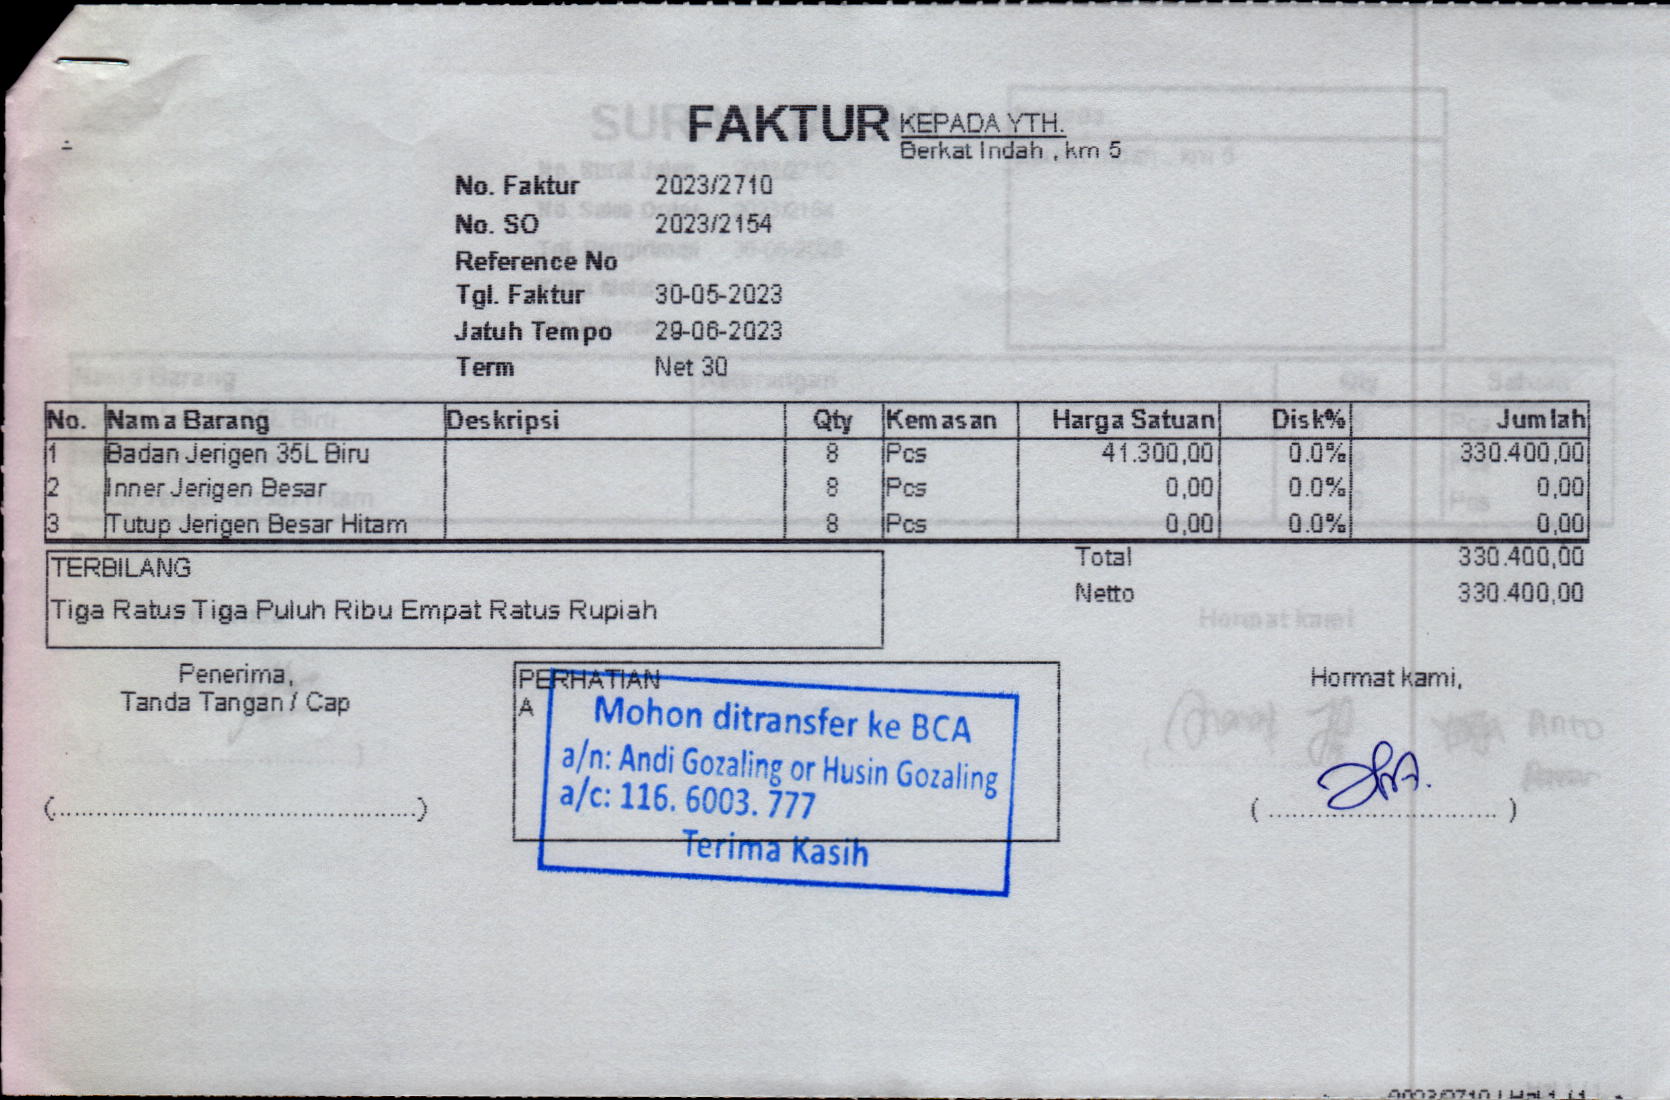 FAKTUR
KEPADA YTH.
Berkat Indah , km 5
No. Faktur 2023/2710
No. SO 2023/2154
Reference No
Tgl. Faktur 30-05-2023
Jatuh Tempo 29-06-2023
Term Net 30
No. Nama Barang Deskripsi Qty Kemasan Harga Satuan Disk% Jumlah
1 Badan Jerigen 35L Biru 8 Pcs 41.300,00 0.0% 330.400,00
2 Inner Jerigen Besar 8 Pcs 0,00 0.0% 0,00
3 Tutup Jerigen Besar Hitam 8 Pcs 0,00 0.0% 0,00
Total 330.400,00
Netto 330.400,00
TERBILANG
Tiga Ratus Tiga Puluh Ribu Empat Ratus Rupiah
Penerima,
Tanda Tangan / Cap
(............................................)
PERHATIAN
A
Mohon ditransfer ke BCA
a/n: Andi Gozaling or Husin Gozaling
a/c: 116. 6003. 777
Terima Kasih
Hormat kami,
( ............................ )